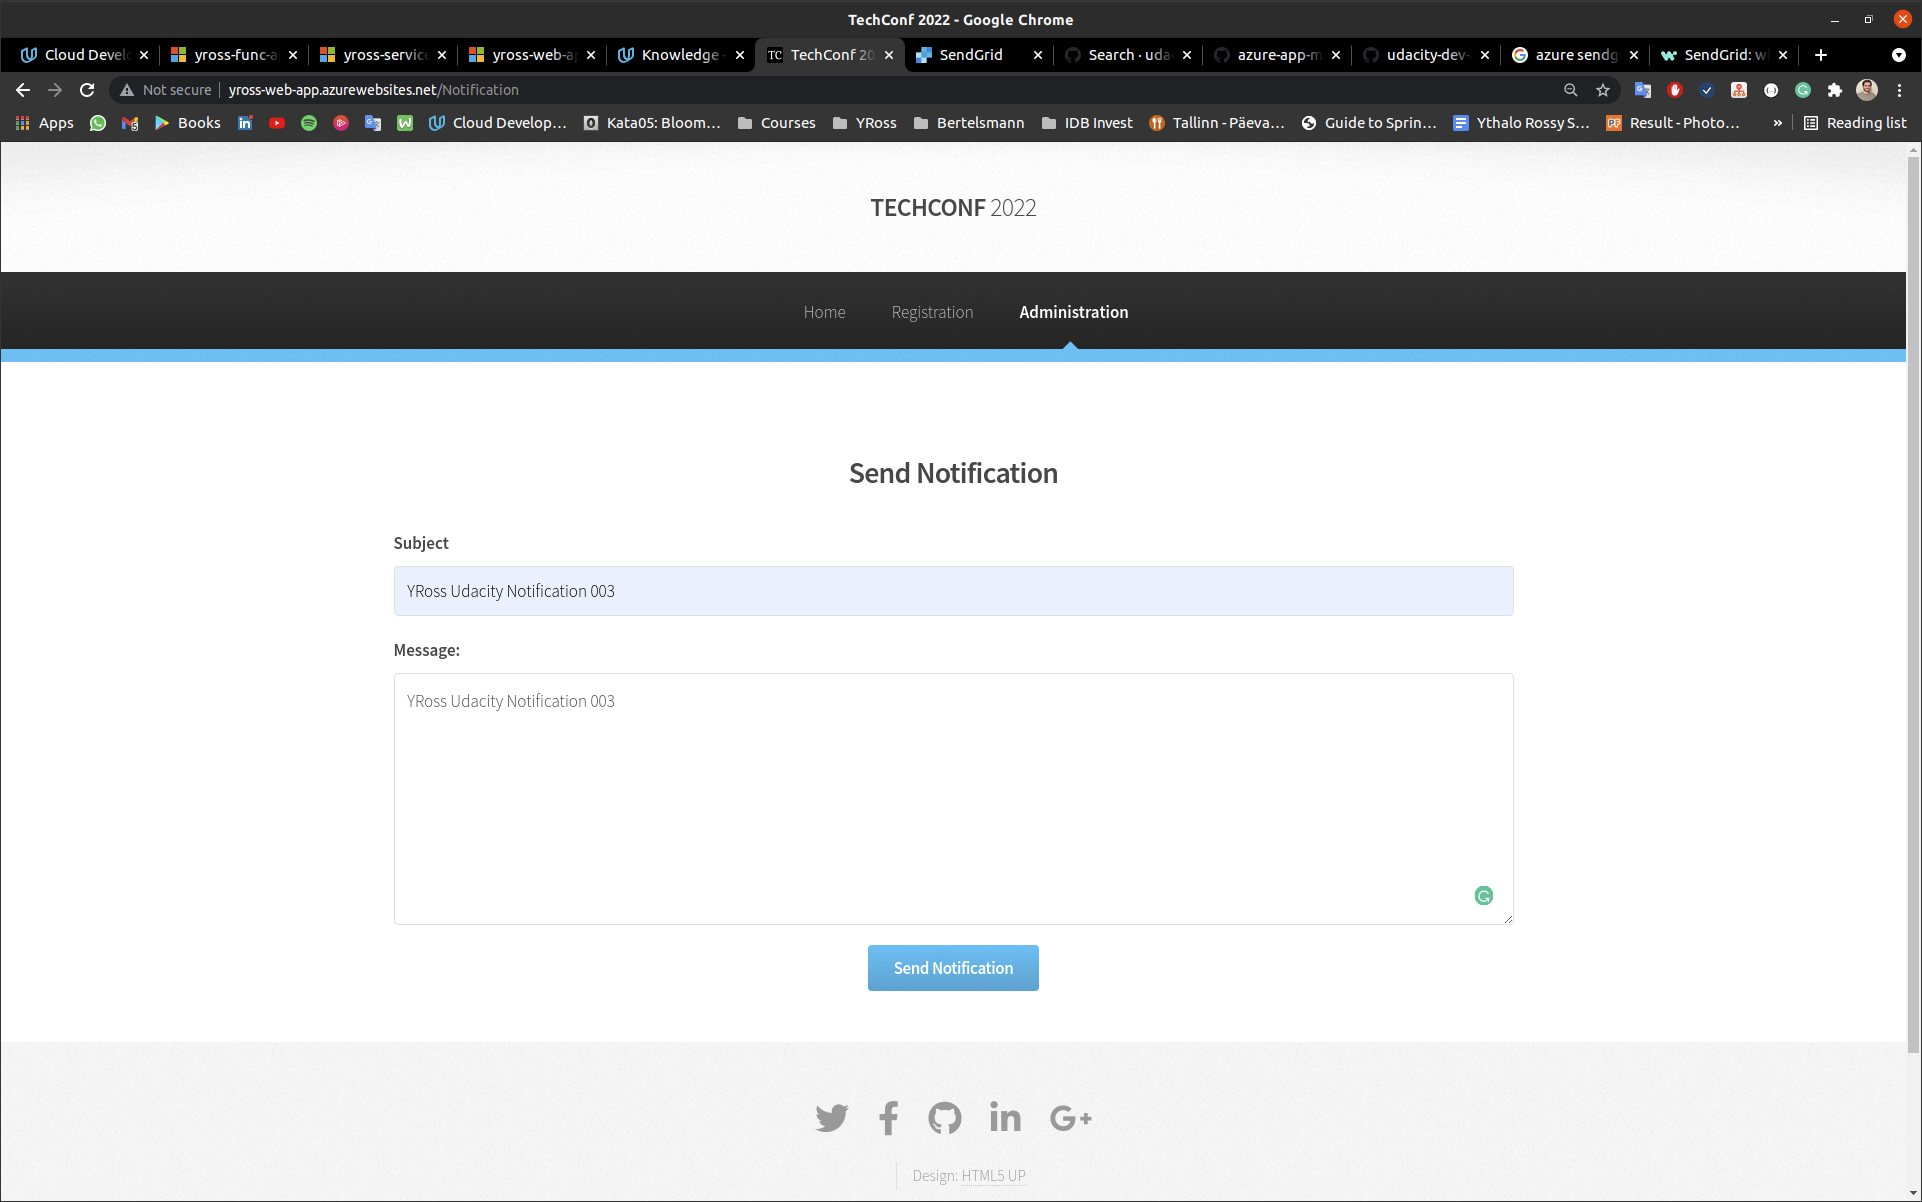 TechConf 2022 - Google Chrome
Cloud Develo yross-func-a yross-service yross-web-ap Knowledge - TC TechConf 20 SendGrid Search · uda azure-app-m udacity-dev- azure sendg SendGrid: w
Not secure yross-web-app.azurewebsites.net/Notification
Apps Books Cloud Develop... Kata05: Bloom... Courses YRoss Bertelsmann IDB Invest Tallinn - Päeva... Guide to Sprin... Ythalo Rossy S... Result - Photo... » Reading list
TECHCONF 2022
Home Registration Administration
Send Notification
Subject
YRoss Udacity Notification 003
Message:
YRoss Udacity Notification 003
Send Notification
Design: HTML5 UP